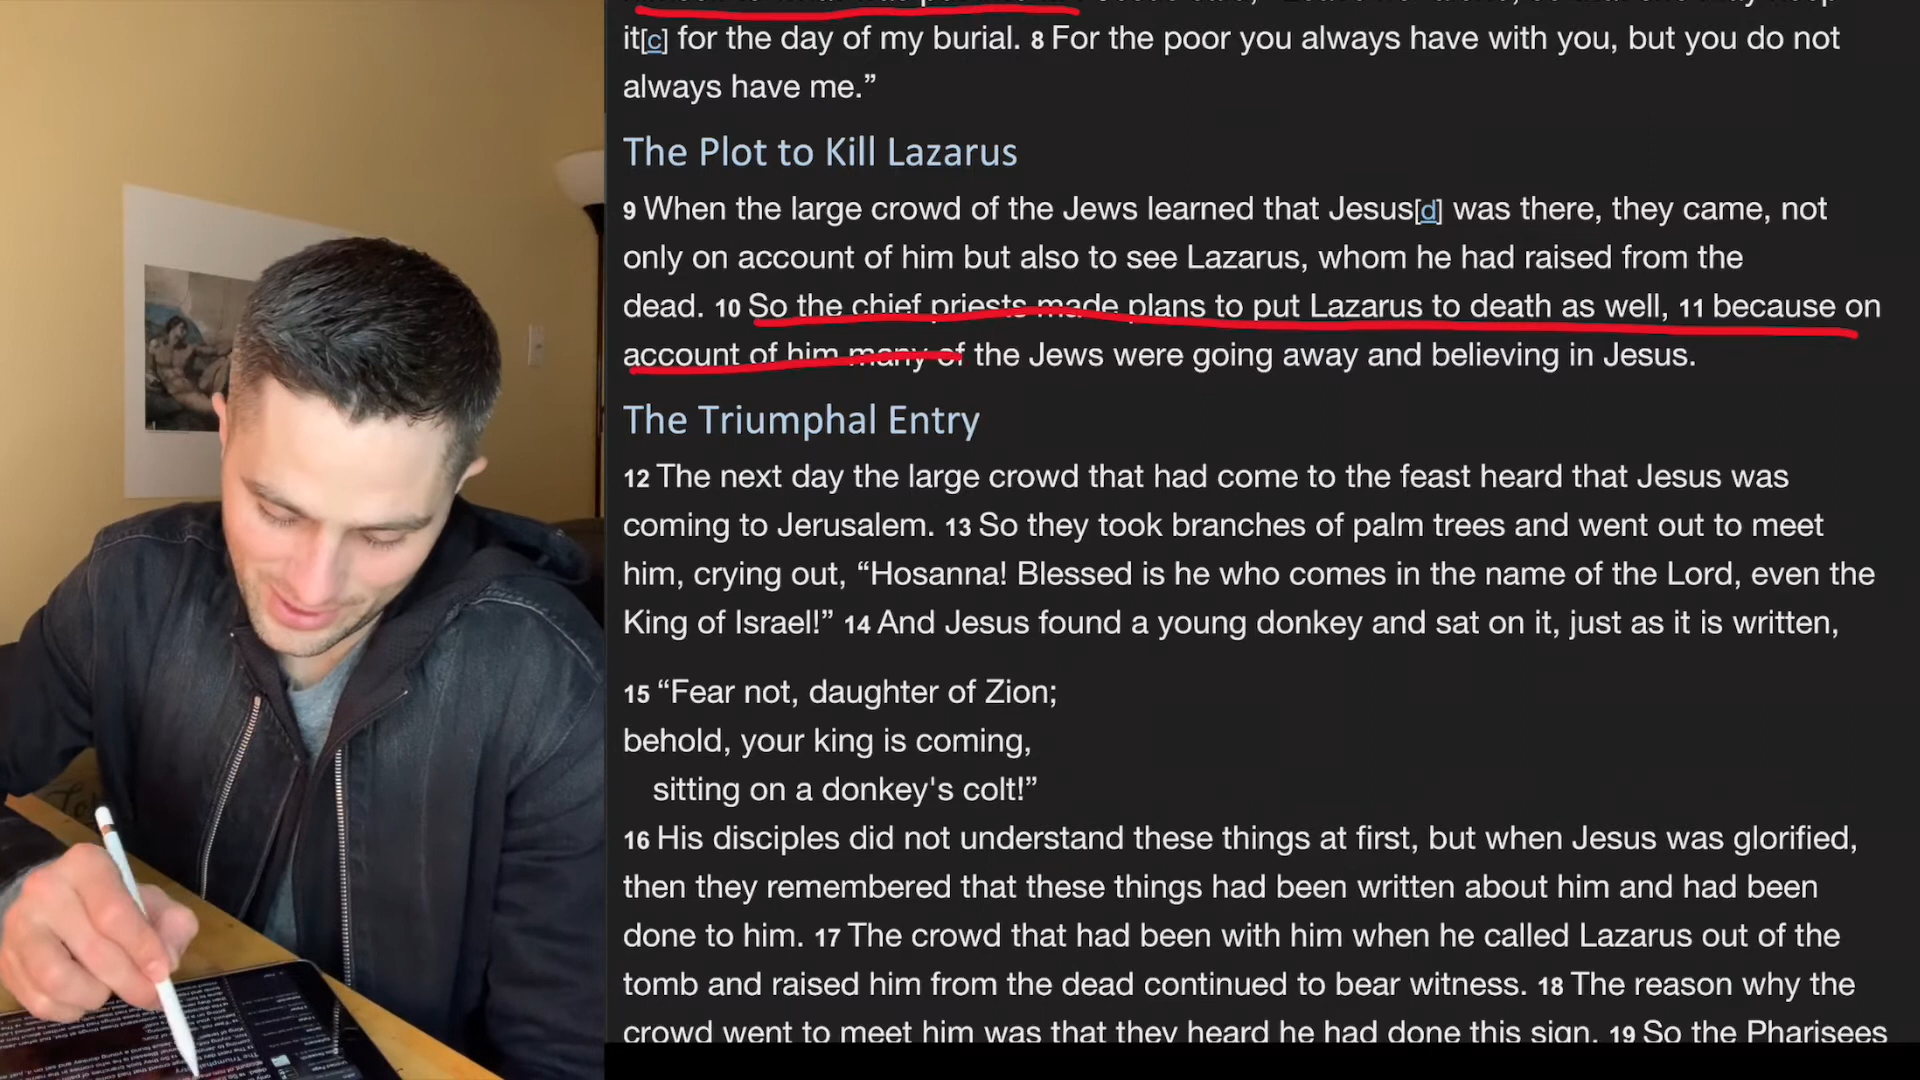 it[c] for the day of my burial. 8 For the poor you always have with you, but you do not
always have me.”
The Plot to Kill Lazarus
9 When the large crowd of the Jews learned that Jesus[d] was there, they came, not
only on account of him but also to see Lazarus, whom he had raised from the
dead. 10 So the chief priests made plans to put Lazarus to death as well, 11 because on
account of him many of the Jews were going away and believing in Jesus.
The Triumphal Entry
12 The next day the large crowd that had come to the feast heard that Jesus was
coming to Jerusalem. 13 So they took branches of palm trees and went out to meet
him, crying out, “Hosanna! Blessed is he who comes in the name of the Lord, even the
King of Israel!” 14 And Jesus found a young donkey and sat on it, just as it is written,
15 “Fear not, daughter of Zion;
behold, your king is coming,
sitting on a donkey's colt!”
16 His disciples did not understand these things at first, but when Jesus was glorified,
then they remembered that these things had been written about him and had been
done to him. 17 The crowd that had been with him when he called Lazarus out of the
tomb and raised him from the dead continued to bear witness. 18 The reason why the
crowd went to meet him was that they heard he had done this sign. 19 So the Pharisees